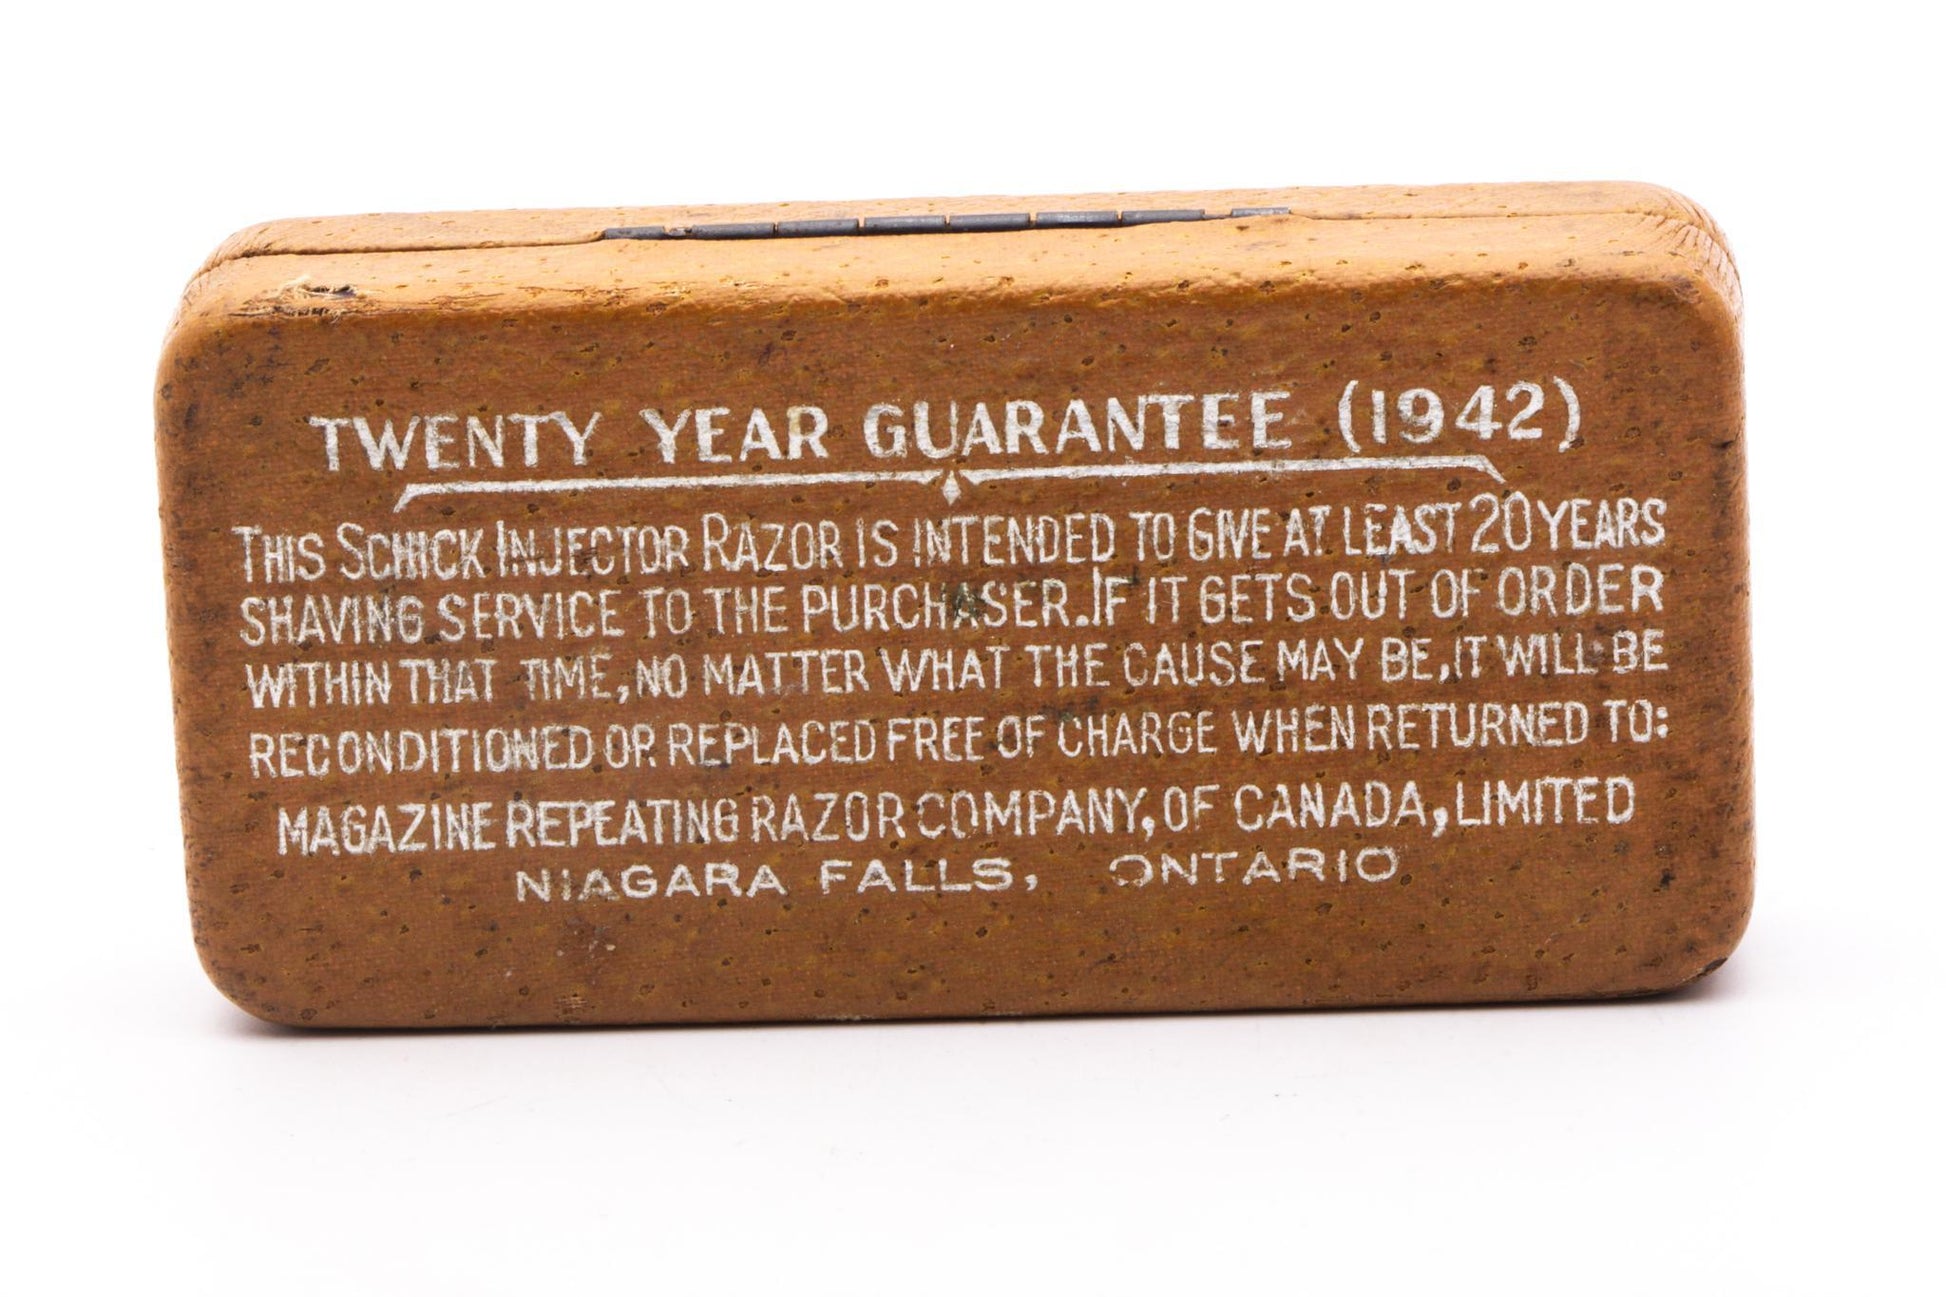 TWENTY YEAR GUARANTEE (1942)
THIS SCHICK INJECTOR RAZOR IS INTENDED TO GIVE AT LEAST 20 YEARS
SHAVING SERVICE TO THE PURCHASER. IF IT GETS OUT OF ORDER
WITHIN THAT TIME, NO MATTER WHAT THE CAUSE MAY BE, IT WILL BE
RECONDITIONED OR REPLACED FREE OF CHARGE WHEN RETURNED TO:
MAGAZINE REPEATING RAZOR COMPANY, OF CANADA, LIMITED
NIAGARA FALLS, ONTARIO